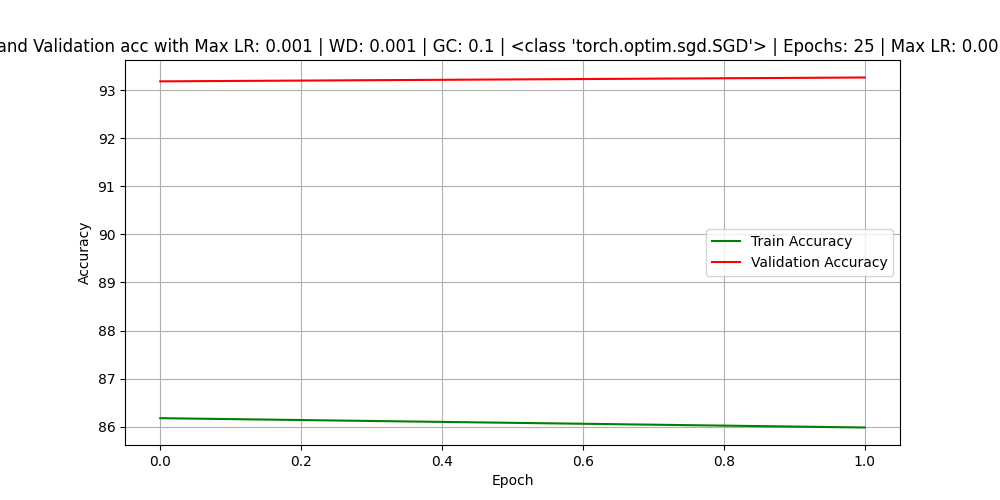 and Validation acc with Max LR: 0.001 | WD: 0.001 | GC: 0.1 | <class 'torch.optim.sgd.SGD'> | Epochs: 25 | Max LR: 0.00
93
92
91
90
89
88
87
86
Accuracy
Train Accuracy
Validation Accuracy
0.0 0.2 0.4 0.6 0.8 1.0
Epoch